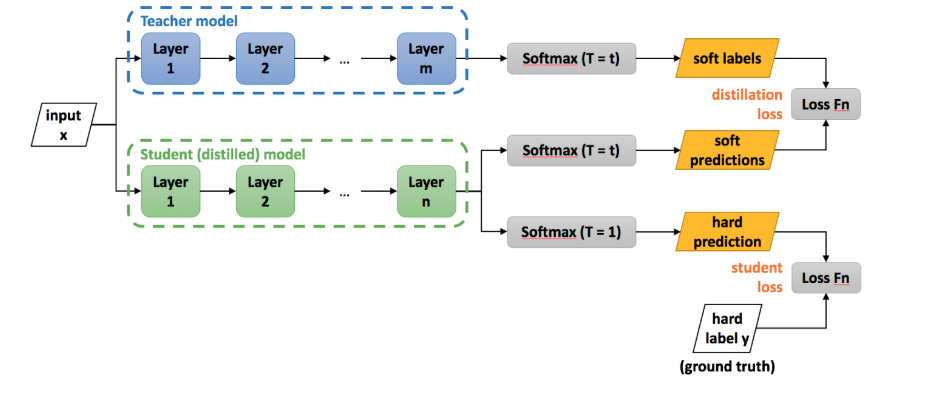 Teacher model
Layer
1
Layer
2
...
Layer
m
Softmax (T = t)
soft labels
input
x
distillation
loss
Loss Fn
Student (distilled) model
Layer
1
Layer
2
...
Layer
n
Softmax (T = t)
soft
predictions
Softmax (T = 1)
hard
prediction
student
loss
Loss Fn
hard
label y
(ground truth)